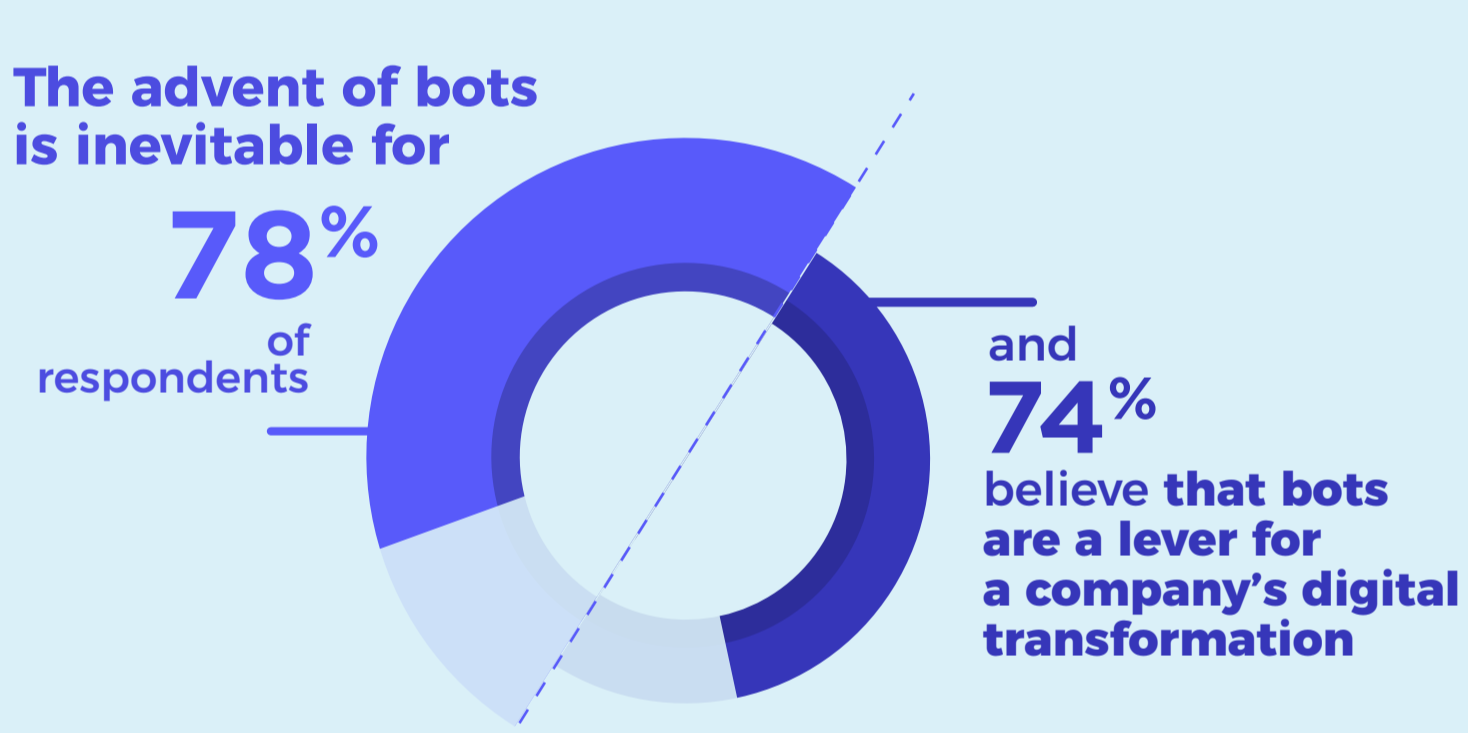 The advent of bots
is inevitable for
78%
of
respondents
and
74%
believe that bots
are a lever for
a company’s digital
transformation